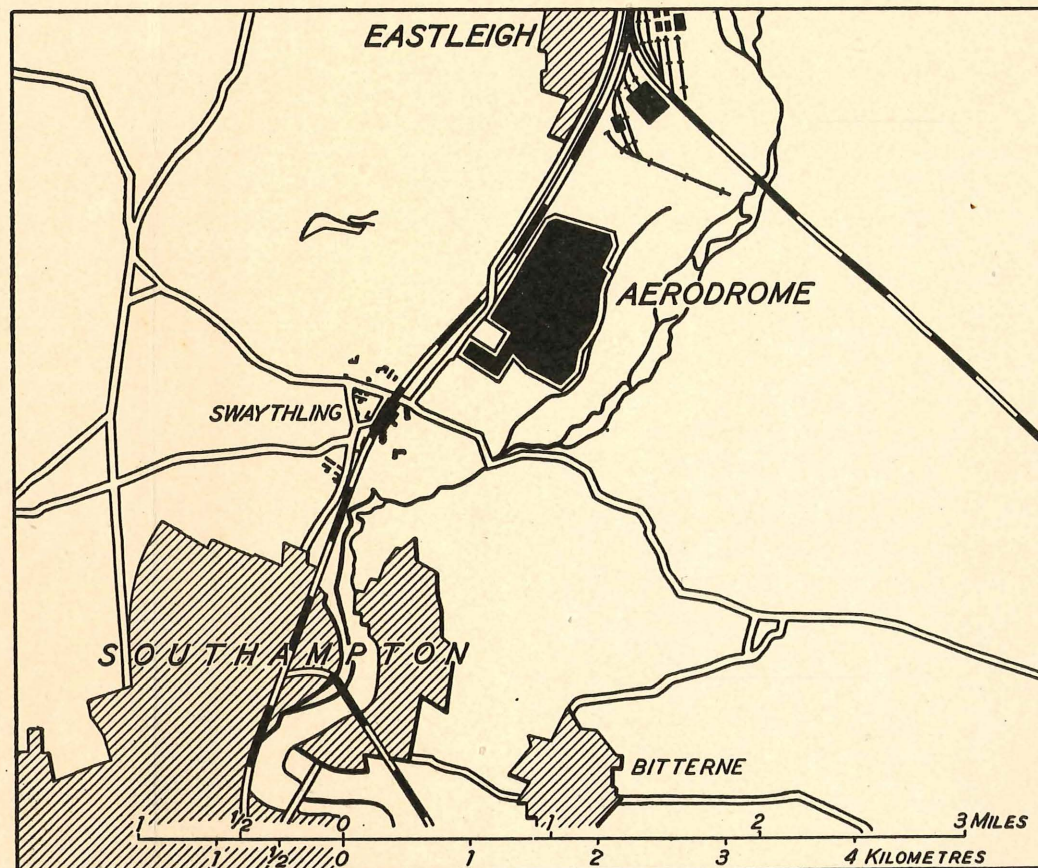 EASTLEIGH
AERODROME
SWAYTHLING
SOUTHAMPTON
BITTERNE
1 ½ 0 1 2 3 MILES
1 ½ 0 1 2 3 4 KILOMETRES